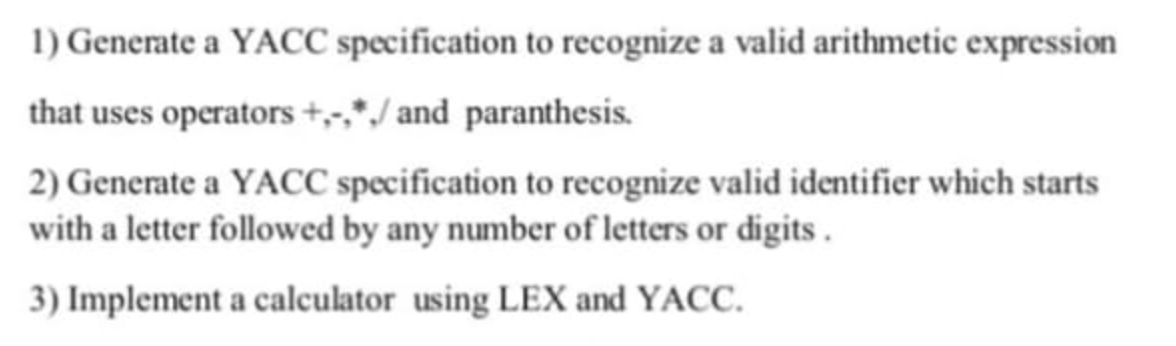 1) Generate a YACC specification to recognize a valid arithmetic expression
that uses operators +,-,*,/ and paranthesis.
2) Generate a YACC specification to recognize valid identifier which starts
with a letter followed by any number of letters or digits .
3) Implement a calculator using LEX and YACC.